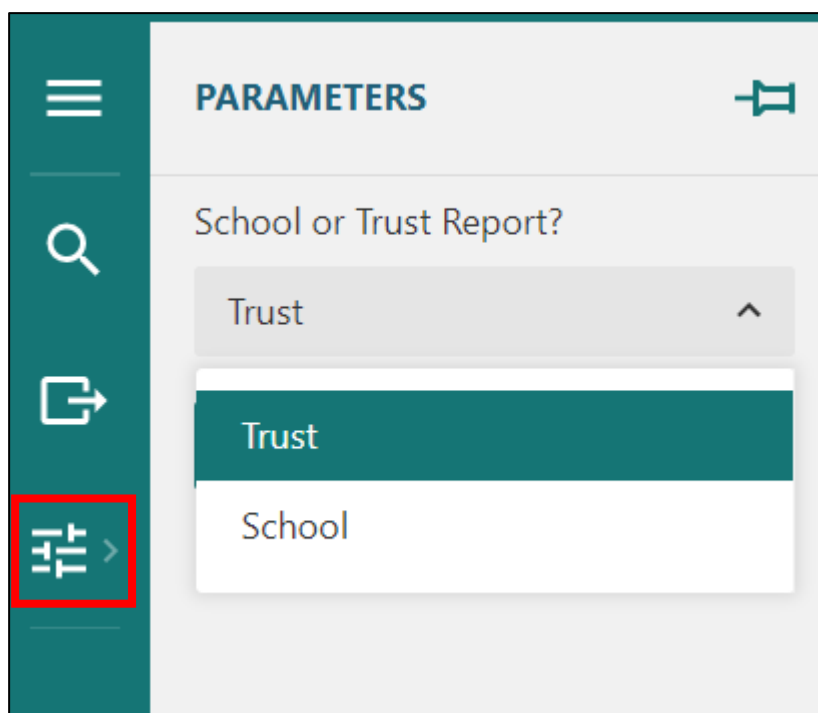 PARAMETERS
School or Trust Report?
Trust
Trust
School